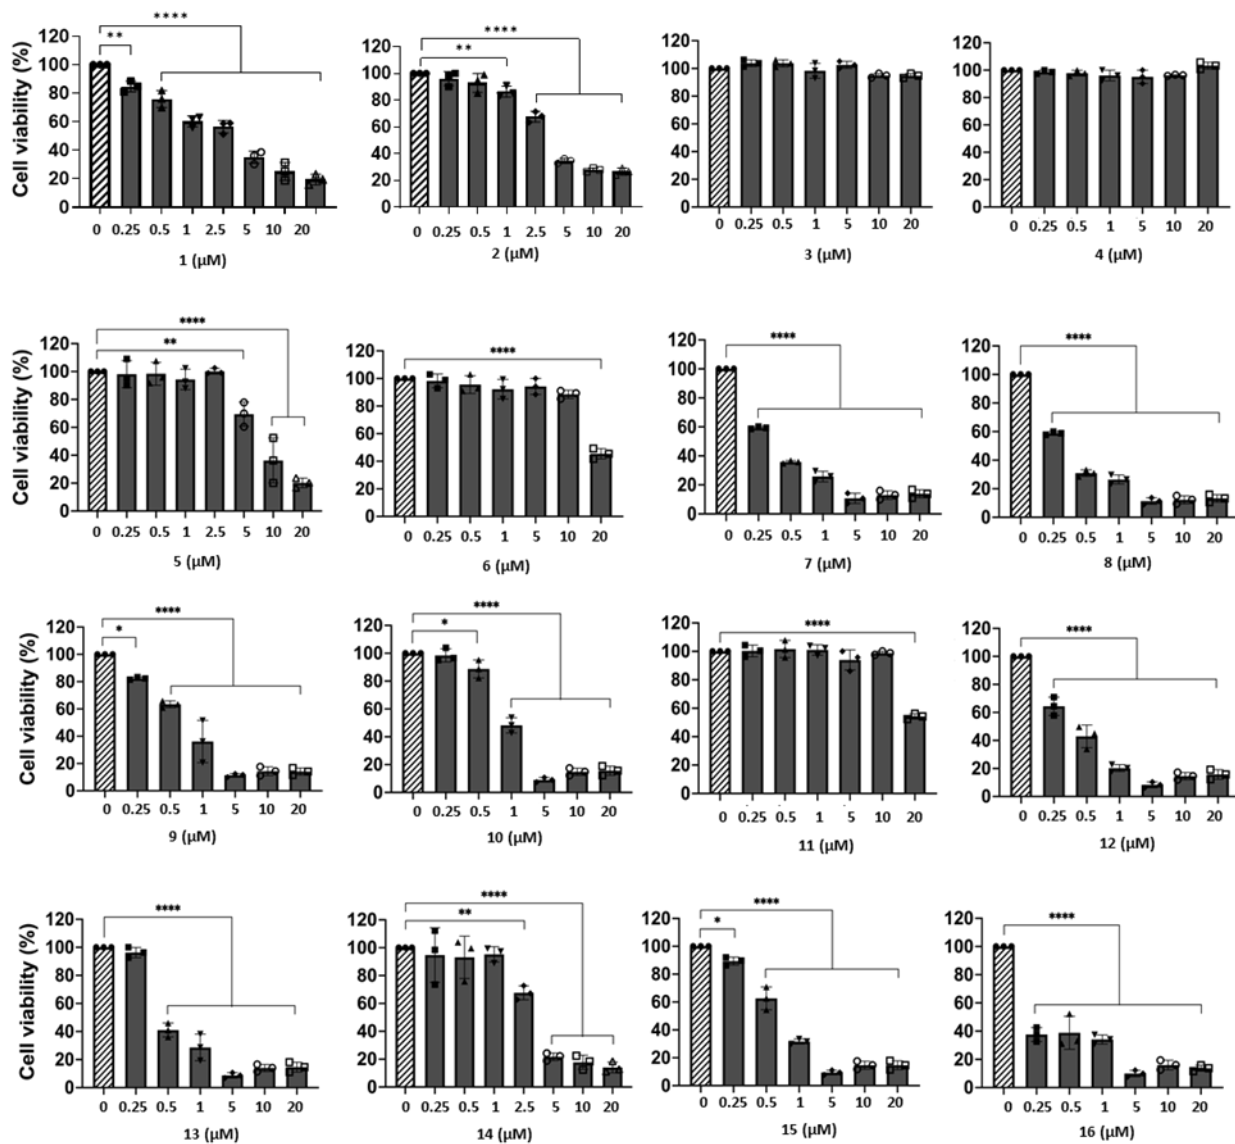 **** **** 
** **
Cell viability (%)
120 100 80 60 40 20 0
120 100 80 60 40 20 0
120 100 80 60 40 20 0
120 100 80 60 40 20 0
0 0.25 0.5 1 2.5 5 10 20
0 0.25 0.5 1 2.5 5 10 20
0 0.25 0.5 1 5 10 20
0 0.25 0.5 1 5 10 20
1 (μM)
2 (μM)
3 (μM)
4 (μM)
**** **** **** ****
**
Cell viability (%)
120 100 80 60 40 20 0
120 100 80 60 40 20 0
120 100 80 60 40 20 0
120 100 80 60 40 20 0
0 0.25 0.5 1 2.5 5 10 20
0 0.25 0.5 1 5 10 20
0 0.25 0.5 1 5 10 20
0 0.25 0.5 1 5 10 20
5 (μM)
6 (μM)
7 (μM)
8 (μM)
**** **** **** ****
* *
Cell viability (%)
120 100 80 60 40 20 0
120 100 80 60 40 20 0
120 100 80 60 40 20 0
120 100 80 60 40 20 0
0 0.25 0.5 1 5 10 20
0 0.25 0.5 1 5 10 20
0 0.25 0.5 1 5 10 20
0 0.25 0.5 1 5 10 20
9 (μM)
10 (μM)
11 (μM)
12 (μM)
**** **** **** ****
** *
Cell viability (%)
120 100 80 60 40 20 0
120 100 80 60 40 20 0
120 100 80 60 40 20 0
120 100 80 60 40 20 0
0 0.25 0.5 1 5 10 20
0 0.25 0.5 1 2.5 5 10 20
0 0.25 0.5 1 5 10 20
0 0.25 0.5 1 5 10 20
13 (μM)
14 (μM)
15 (μM)
16 (μM)